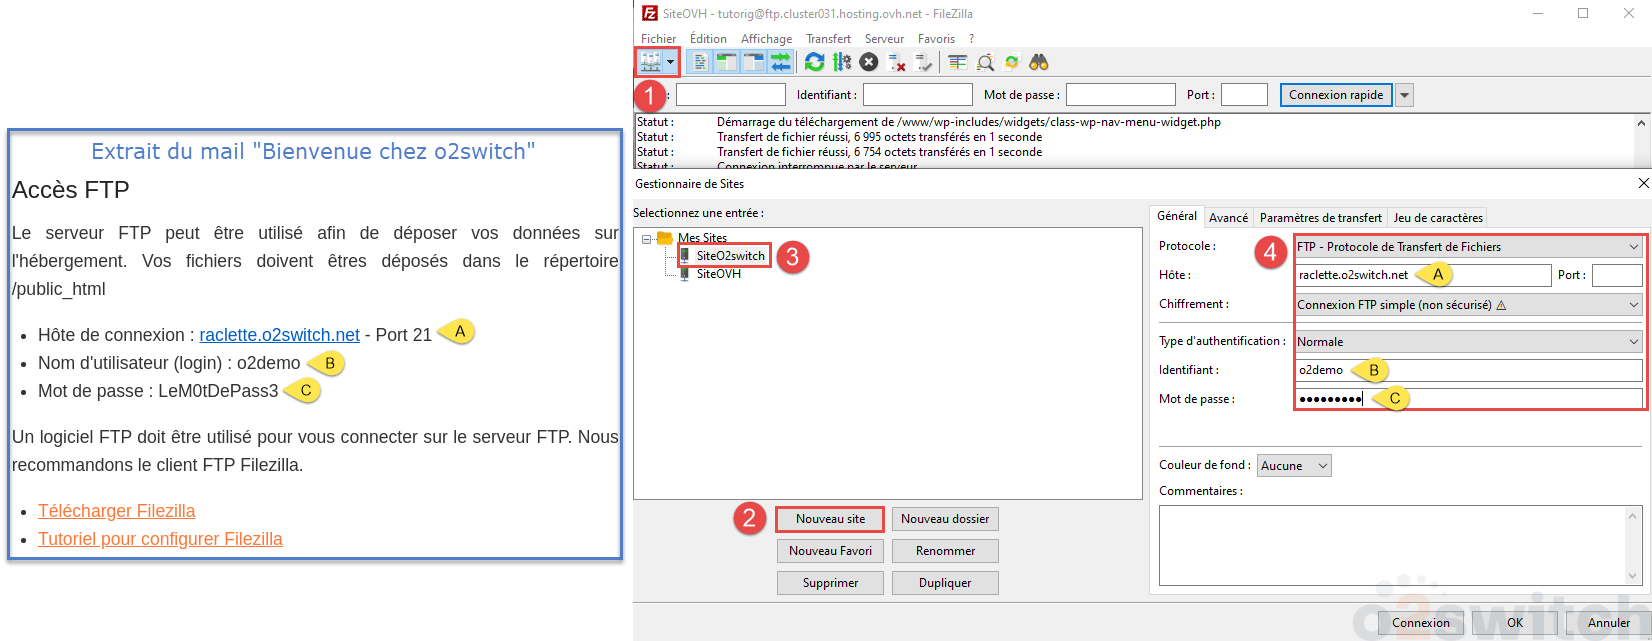 Extrait du mail "Bienvenue chez o2switch"
Accès FTP
Le serveur FTP peut être utilisé afin de déposer vos données sur
l'hébergement. Vos fichiers doivent êtres déposés dans le répertoire
/public_html
Hôte de connexion : raclette.o2switch.net - Port 21 A
Nom d'utilisateur (login) : o2demo B
Mot de passe : LeM0tDePass3 C
Un logiciel FTP doit être utilisé pour vous connecter sur le serveur FTP. Nous
recommandons le client FTP Filezilla.
Télécharger Filezilla
Tutoriel pour configurer Filezilla
SiteOVH - tutorig@ftp.cluster031.hosting.ovh.net - FileZilla
Fichier Édition Affichage Transfert Serveur Favoris ?
1 : Identifiant : Mot de passe : Port : Connexion rapide
Statut : Démarrage du téléchargement de /www/wp-includes/widgets/class-wp-nav-menu-widget.php
Statut : Transfert de fichier réussi, 6 995 octets transférés en 1 seconde
Statut : Transfert de fichier réussi, 6 754 octets transférés en 1 seconde
Statut : Connexion interrompue par le serveur
Gestionnaire de Sites
Selectionnez une entrée :
Mes Sites
SiteO2switch 3
SiteOVH
2 Nouveau site Nouveau dossier
Nouveau Favori Renommer
Supprimer Dupliquer
Général Avancé Paramètres de transfert Jeu de caractères
Protocole : 4 FTP - Protocole de Transfert de Fichiers
Hôte : raclette.o2switch.net A Port :
Chiffrement : Connexion FTP simple (non sécurisé)
Type d'authentification : Normale
Identifiant : o2demo B
Mot de passe : ●●●●●●●●● C
Couleur de fond : Aucune
Commentaires :
o2switch
Connexion OK Annuler